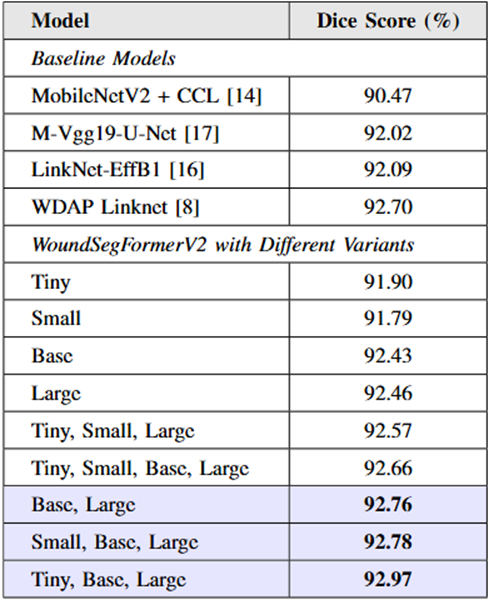 Model Dice Score (%)
Baseline Models
MobileNetV2 + CCL [14] 90.47
M-Vgg19-U-Net [17] 92.02
LinkNet-EffB1 [16] 92.09
WDAP Linknet [8] 92.70
WoundSegFormerV2 with Different Variants
Tiny 91.90
Small 91.79
Base 92.43
Large 92.46
Tiny, Small, Large 92.57
Tiny, Small, Base, Large 92.66
Base, Large 92.76
Small, Base, Large 92.78
Tiny, Base, Large 92.97